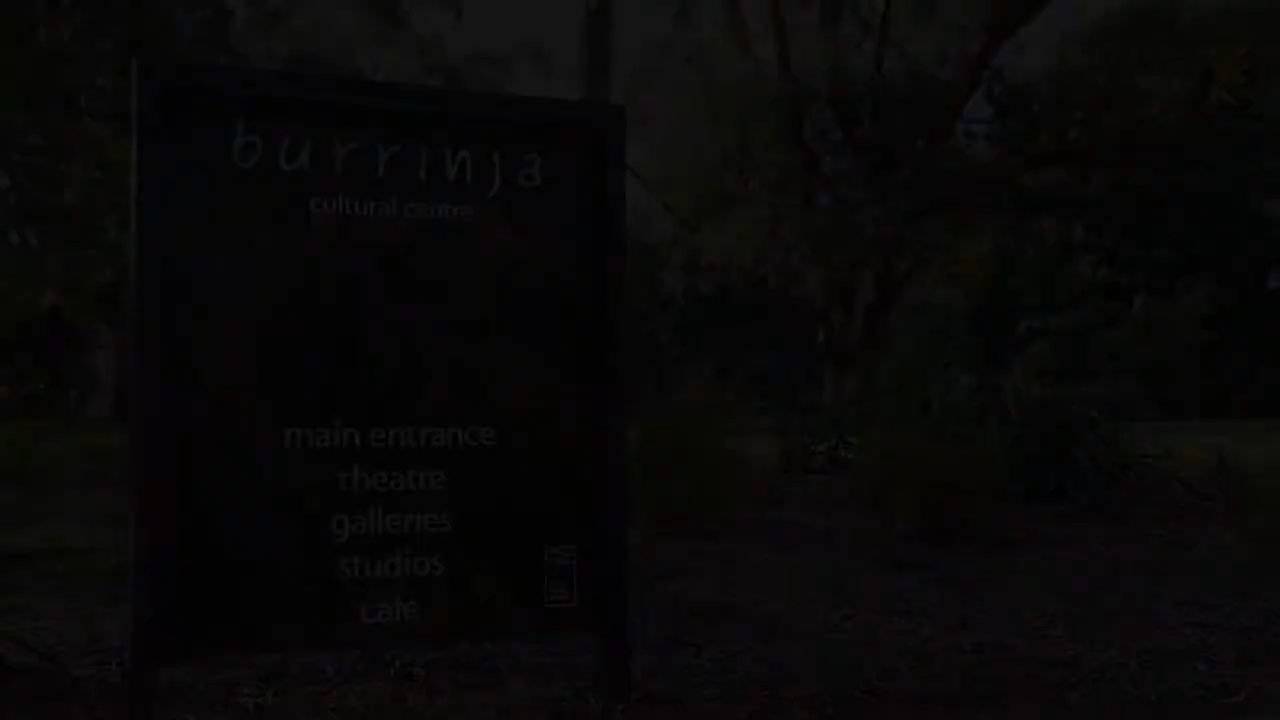 burrinja
cultural centre
main entrance
theatre
galleries
studios
cafe